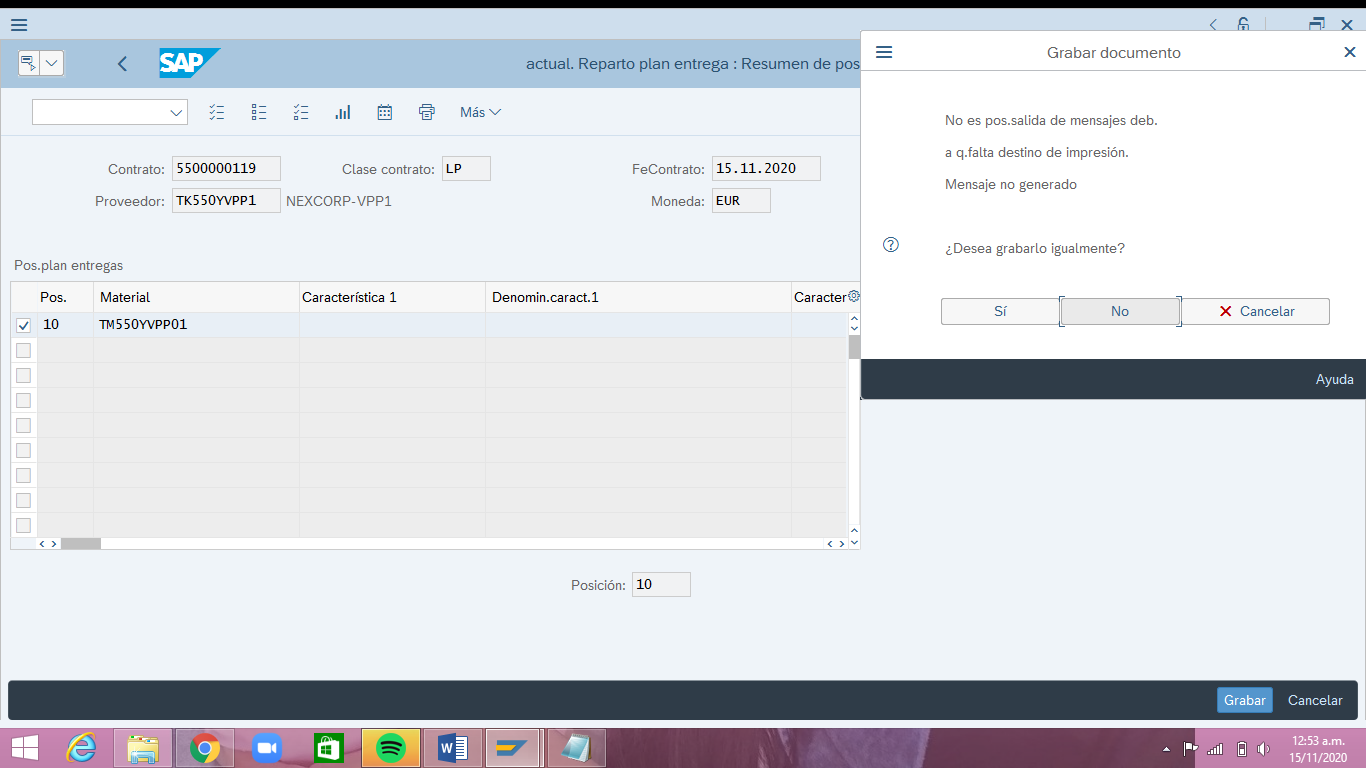 SAP
actual. Reparto plan entrega : Resumen de pos
Grabar documento
Más
No es pos.salida de mensajes deb.
a q.falta destino de impresión.
Mensaje no generado
¿Desea grabarlo igualmente?
Sí No Cancelar
Ayuda
Contrato: 5500000119 Clase contrato: LP FeContrato: 15.11.2020
Proveedor: TK550YVPP1 NEXCORP-VPP1 Moneda: EUR
Pos.plan entregas
Pos. Material Característica 1 Denomin.caract.1 Caracter
10 TM550YVPP01
Posición: 10
Grabar Cancelar
12:53 a.m.
15/11/2020